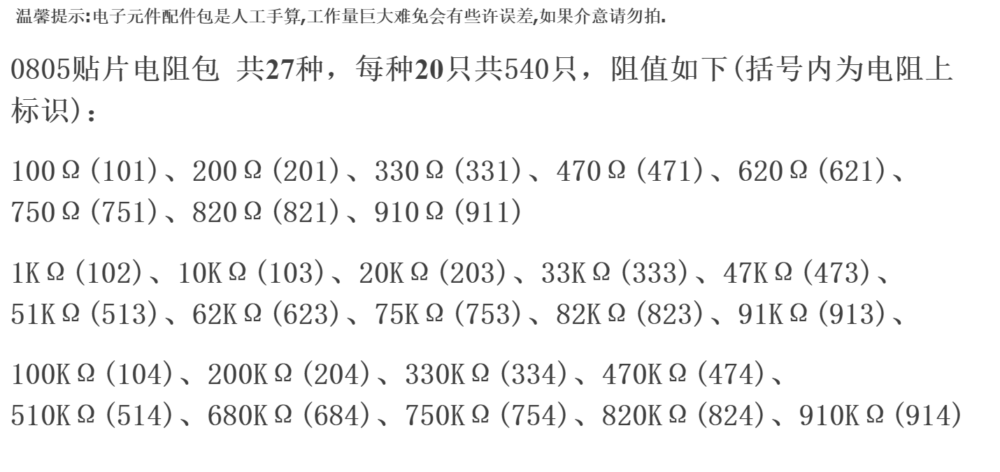 温馨提示:电子元件配件包是人工手算,工作量巨大难免会有些许误差,如果介意请勿拍.
0805贴片电阻包 共27种，每种20只共540只，阻值如下(括号内为电阻上
标识)：
100Ω(101)、200Ω(201)、330Ω(331)、470Ω(471)、620Ω(621)、
750Ω(751)、820Ω(821)、910Ω(911)
1KΩ(102)、10KΩ(103)、20KΩ(203)、33KΩ(333)、47KΩ(473)、
51KΩ(513)、62KΩ(623)、75KΩ(753)、82KΩ(823)、91KΩ(913)、
100KΩ(104)、200KΩ(204)、330KΩ(334)、470KΩ(474)、
510KΩ(514)、680KΩ(684)、750KΩ(754)、820KΩ(824)、910KΩ(914)